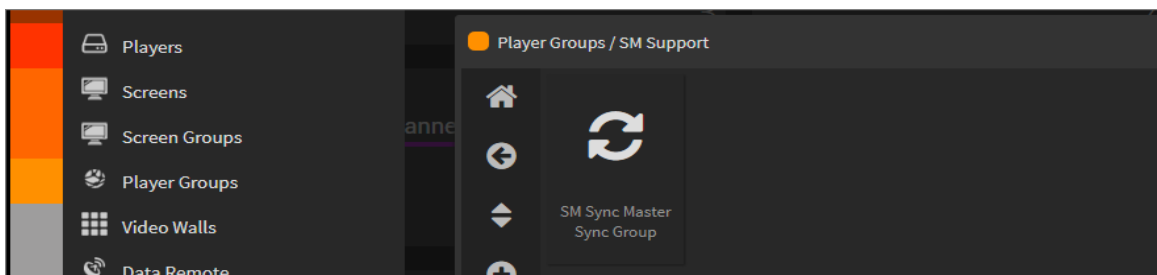 Players
Screens
Screen Groups
Player Groups
Video Walls
Data Remote
anne
Player Groups / SM Support
SM Sync Master
Sync Group